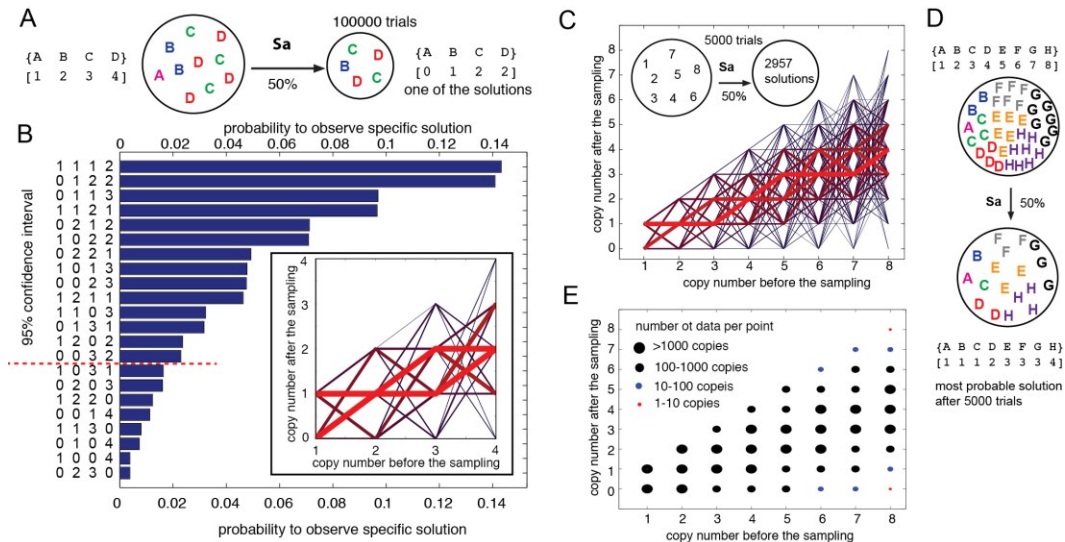 A
100000 trials
{A B C D}
[1 2 3 4]
C
B C D
D C
A B D
C D
D
Sa
50%
C D
B D
C
{A B C D}
[0 1 2 2]
one of the solutions
B
probability to observe specific solution
0 0.02 0.04 0.06 0.08 0.1 0.12 0.14
95% confidence interval
1 1 1 2
0 1 2 2
0 1 1 3
1 1 2 1
0 2 1 2
1 0 2 2
0 2 2 1
1 0 1 3
0 0 2 3
1 2 1 1
1 1 0 3
0 1 3 1
1 2 0 2
0 0 3 2
1 0 3 1
0 2 0 3
1 2 2 0
0 0 1 4
1 1 3 0
0 1 0 4
1 0 0 4
0 2 3 0
0 0.02 0.04 0.06 0.08 0.1 0.12 0.14
probability to observe specific solution
copy number after the sampling
4
3
2
1
0
1 2 3 4
copy number before the sampling
C
copy number after the sampling
8
7
6
5
4
3
2
1
0
5000 trials
7
1 8
2 5
3 4 6
Sa
50%
2957
solutions
1 2 3 4 5 6 7 8
copy number before the sampling
D
{A B C D E F G H}
[1 2 3 4 5 6 7 8]
F F F G
B F F F G G
B C E E E G G
A C E E H H G
C D D E H H H
D D H H H
Sa
50%
F F G
B F G
A C E E G
E H H
D D H H
{A B C D E F G H}
[1 1 1 2 3 3 3 4]
most probable solution
after 5000 trials
E
copy number after the sampling
8
7
6
5
4
3
2
1
0
number of data per point
>1000 copies
100-1000 copies
10-100 copeis
1-10 copies
1 2 3 4 5 6 7 8
copy number before the sampling